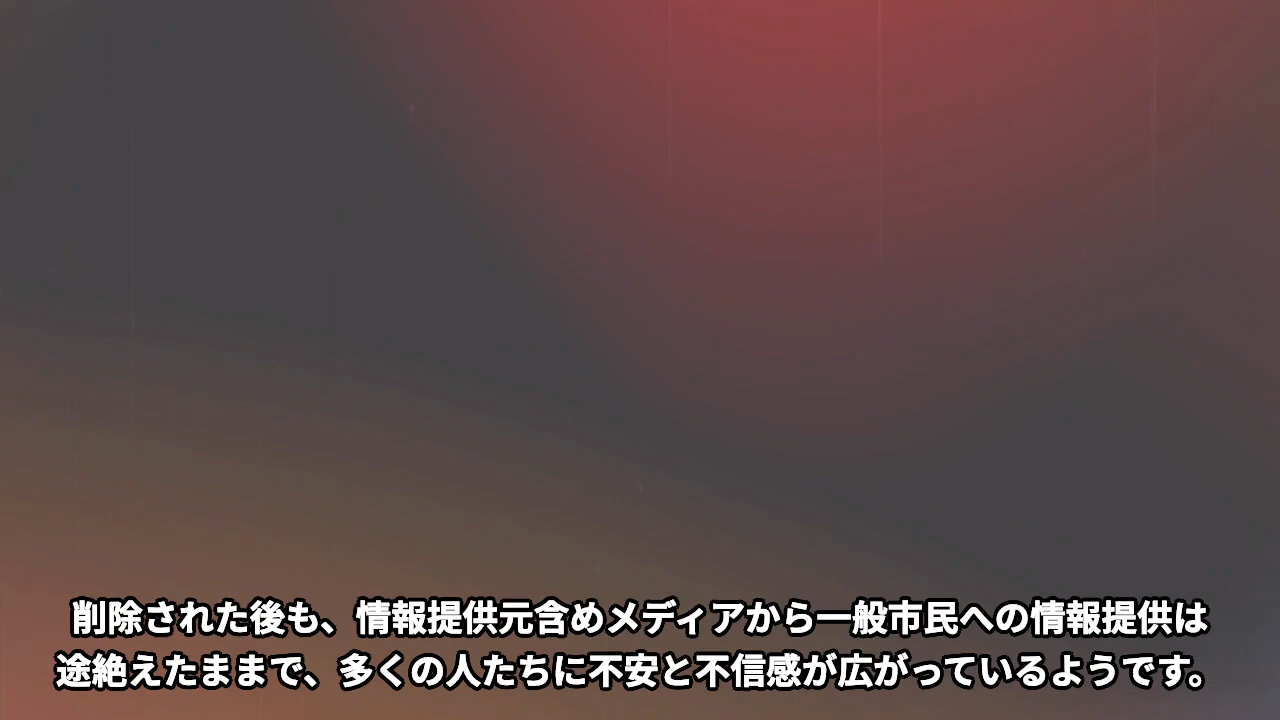 削除された後も、情報提供元含めメディアから一般市民への情報提供は
途絶えたままで、多くの人たちに不安と不信感が広がっているようです。